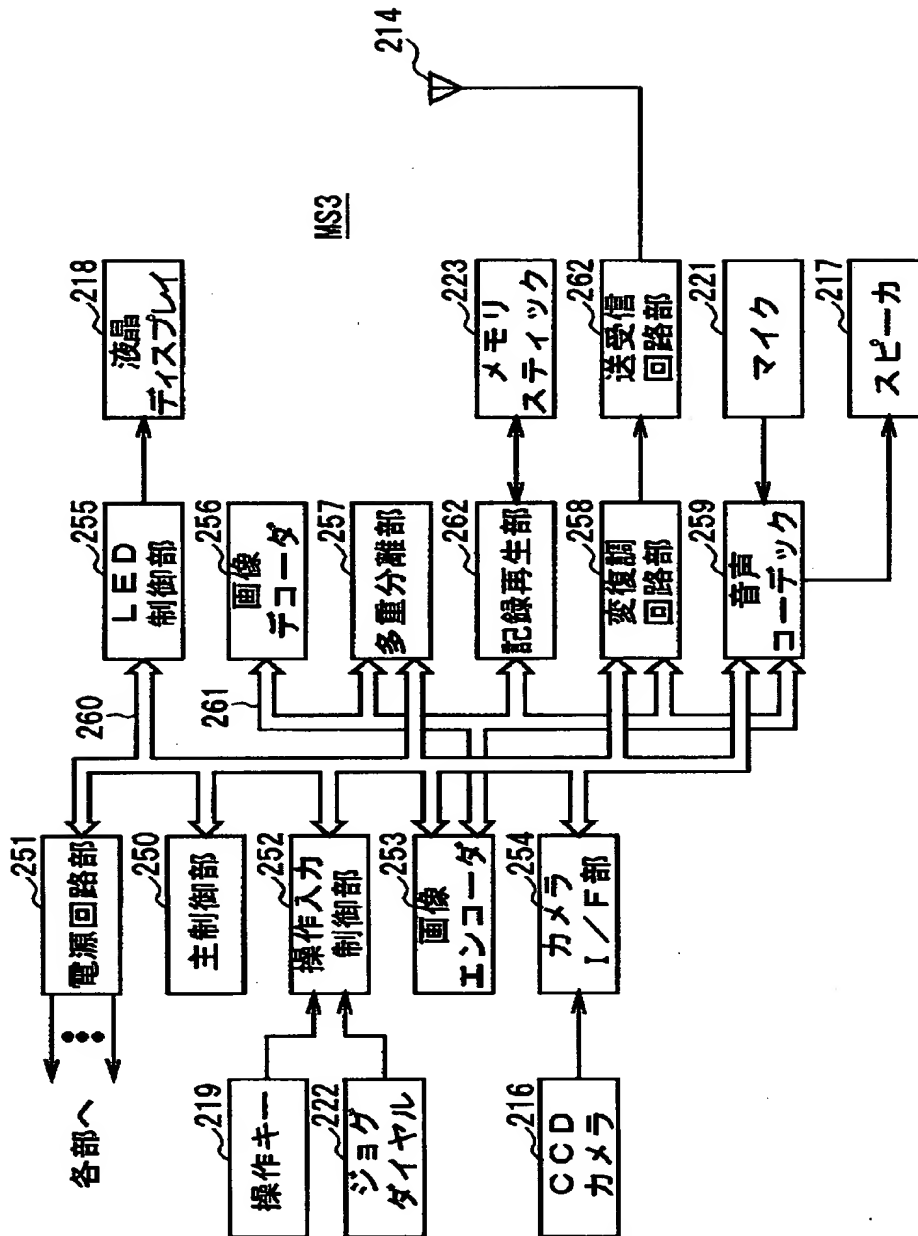 216
CCD
カメラ
222
ジョグ
ダイヤル
219
操作キー
各部へ
254
カメラ
I/F部
253
画像
エンコーダ
252
操作入力
制御部
250
主制御部
251
電源回路部
261
260
259
音声
コーデック
258
変復調
回路部
262
記録再生部
257
多重分離部
256
画像
デコーダ
255
LED
制御部
217
スピーカ
221
マイク
262
送受信
回路部
223
メモリ
スティック
218
液晶
ディスプレイ
MS3
214